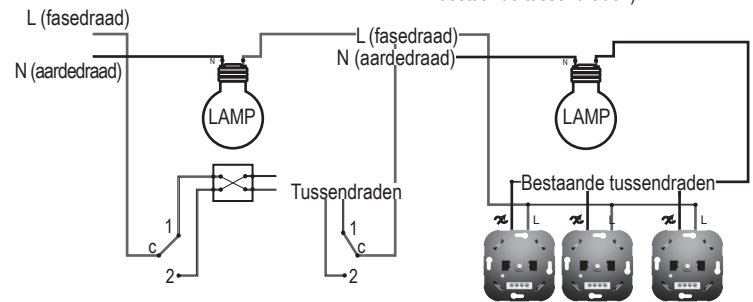 L (fasedraad)
N (aardedraad)
N
LAMP
1
c
2
Tussendraden
1
c
2
L (fasedraad)
N (aardedraad)
N
LAMP
Bestaande tussendraden
L
L
L